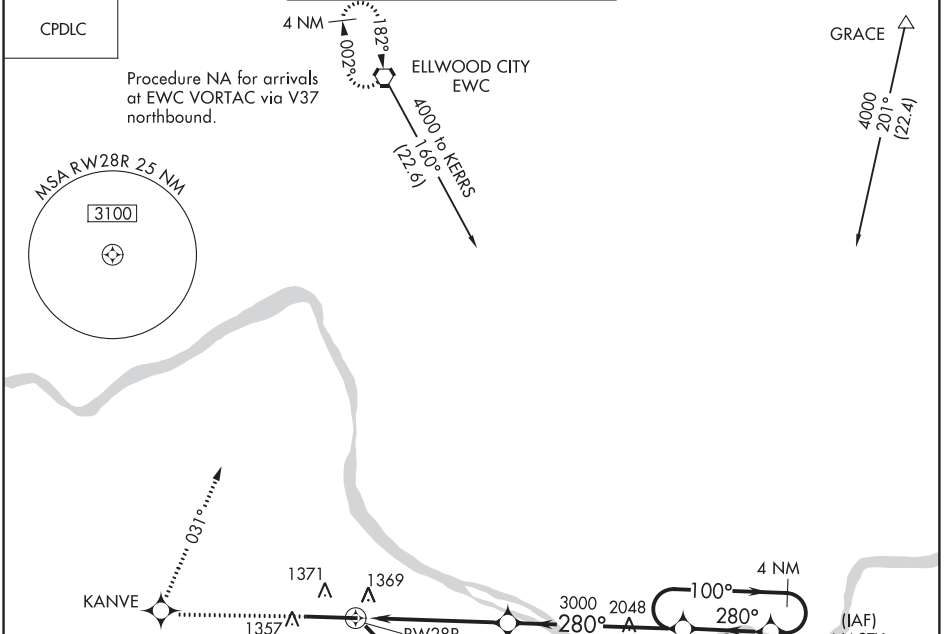 CPDLC
4 NM
182°
002°
ELLWOOD CITY
EWC
GRACE
Procedure NA for arrivals
at EWC VORTAC via V37
northbound.
4000 to KERRS
160°
(22.6)
4000
201°
(22.4)
MSA RW28R 25 NM
3100
031°
KANVE
1371
1369
1357
RW28R
3000
280°
2048
100°
280°
4 NM
(IAF)